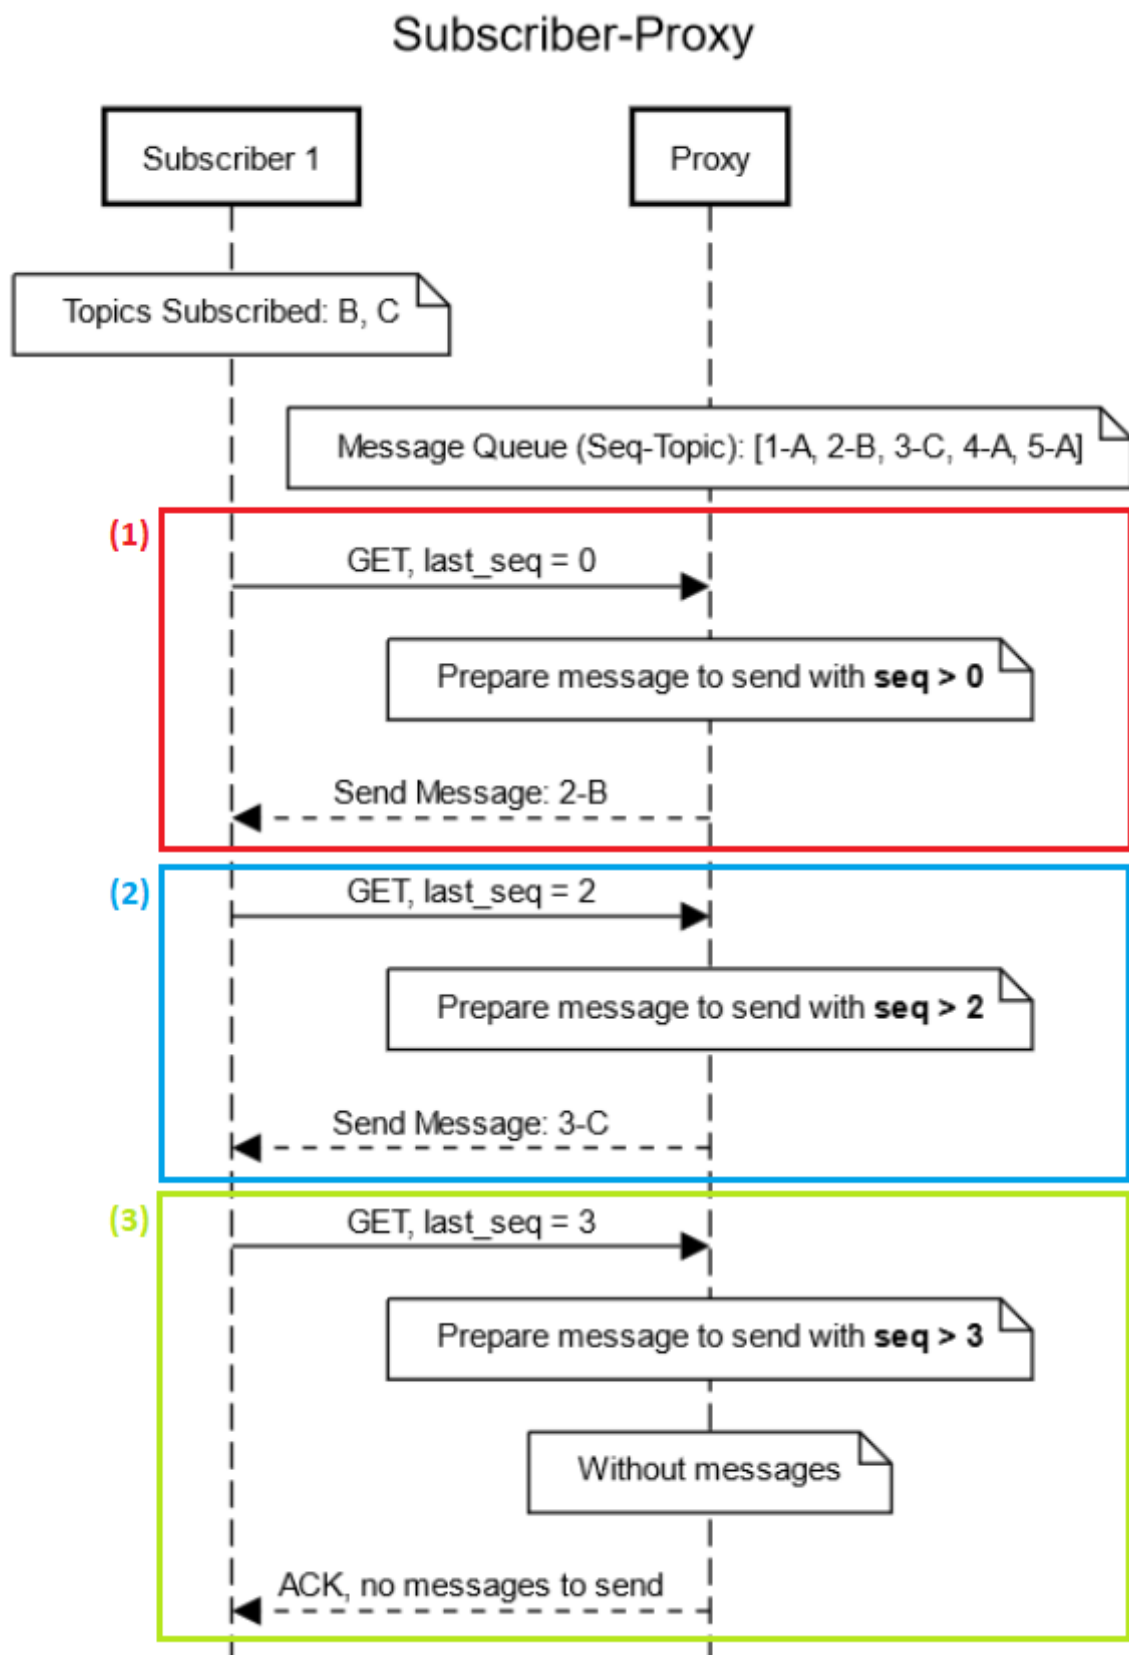 Subscriber-Proxy
Subscriber 1
Proxy
Topics Subscribed: B, C
Message Queue (Seq-Topic): [1-A, 2-B, 3-C, 4-A, 5-A]
(1)
GET, last_seq = 0
Prepare message to send with seq > 0
Send Message: 2-B
(2)
GET, last_seq = 2
Prepare message to send with seq > 2
Send Message: 3-C
(3)
GET, last_seq = 3
Prepare message to send with seq > 3
Without messages
ACK, no messages to send